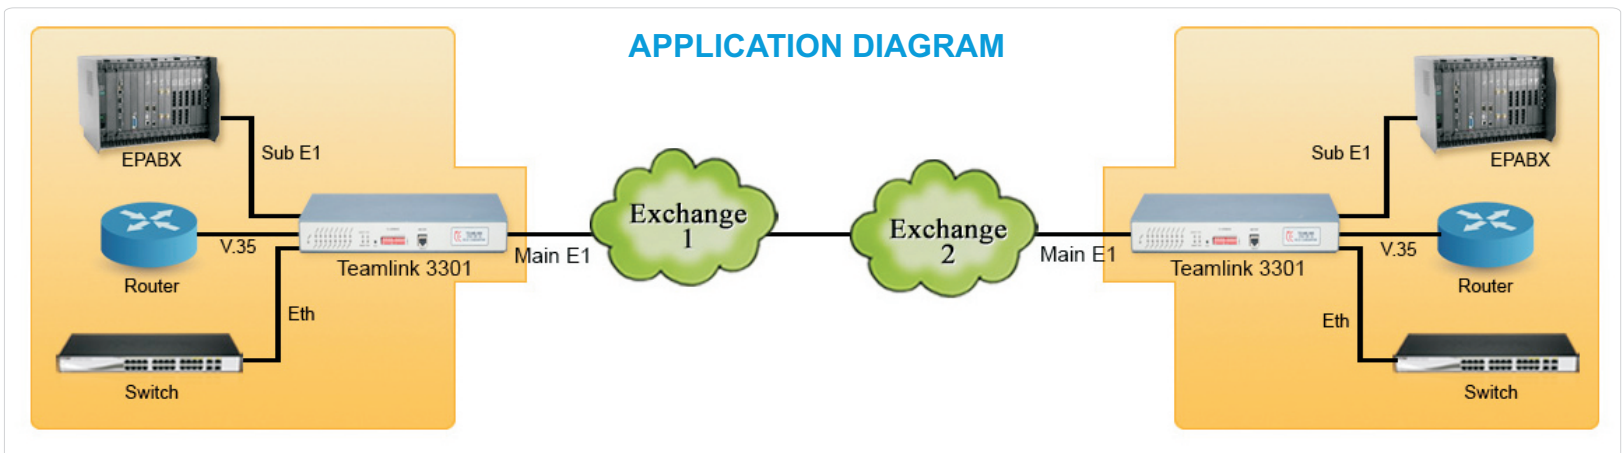 APPLICATION DIAGRAM
EPABX
Sub E1
Router
V.35
Teamlink 3301
Eth
Switch
Main E1
Exchange
1
Exchange
2
Main E1
Sub E1
EPABX
Teamlink 3301
V.35
Router
Eth
Switch